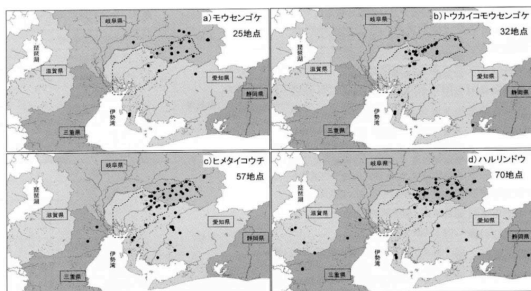 a) モウセンゴケ
25地点
岐阜県
琵琶湖
滋賀県
愛知県
伊勢湾
静岡県
三重県
b) トウカイコモウセンゴケ
32地点
岐阜県
琵琶湖
滋賀県
愛知県
伊勢湾
静岡県
三重県
c) ヒメタイコウチ
57地点
岐阜県
琵琶湖
滋賀県
愛知県
伊勢湾
静岡県
三重県
d) ハルリンドウ
70地点
岐阜県
琵琶湖
滋賀県
愛知県
伊勢湾
静岡県
三重県